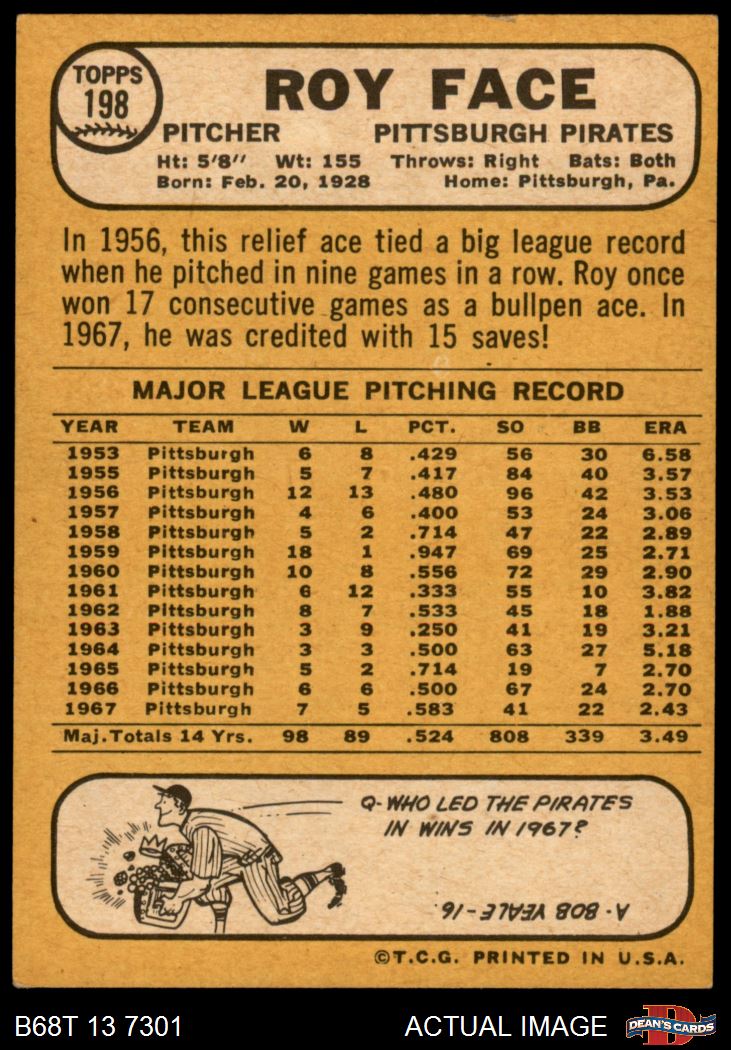 TOPPS
198
ROY FACE
PITCHER PITTSBURGH PIRATES
Ht: 5'8" Wt: 155 Throws: Right Bats: Both
Born: Feb. 20, 1928 Home: Pittsburgh, Pa.
In 1956, this relief ace tied a big league record
when he pitched in nine games in a row. Roy once
won 17 consecutive games as a bullpen ace. In
1967, he was credited with 15 saves!
MAJOR LEAGUE PITCHING RECORD
YEAR TEAM W L PCT. SO BB ERA
1953 Pittsburgh 6 8 .429 56 30 6.58
1955 Pittsburgh 5 7 .417 84 40 3.57
1956 Pittsburgh 12 13 .480 96 42 3.53
1957 Pittsburgh 4 6 .400 53 24 3.06
1958 Pittsburgh 5 2 .714 47 22 2.89
1959 Pittsburgh 18 1 .947 69 25 2.71
1960 Pittsburgh 10 8 .556 72 29 2.90
1961 Pittsburgh 6 12 .333 55 10 3.82
1962 Pittsburgh 8 7 .533 45 18 1.88
1963 Pittsburgh 3 9 .250 41 19 3.21
1964 Pittsburgh 3 3 .500 63 27 5.18
1965 Pittsburgh 5 2 .714 19 7 2.70
1966 Pittsburgh 6 6 .500 67 24 2.70
1967 Pittsburgh 7 5 .583 41 22 2.43
Maj.Totals 14 Yrs. 98 89 .524 808 339 3.49
Q-WHO LED THE PIRATES
IN WINS IN 1967?
A-BOB VEALE-16.
©T.C.G. PRINTED IN U.S.A.
B68T 13 7301 ACTUAL IMAGE
D
DEAN'S CARDS